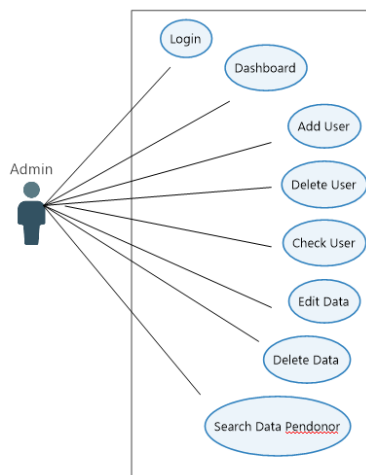 Login
Dashboard
Add User
Admin
Delete User
Check User
Edit Data
Delete Data
Search Data Pendonor